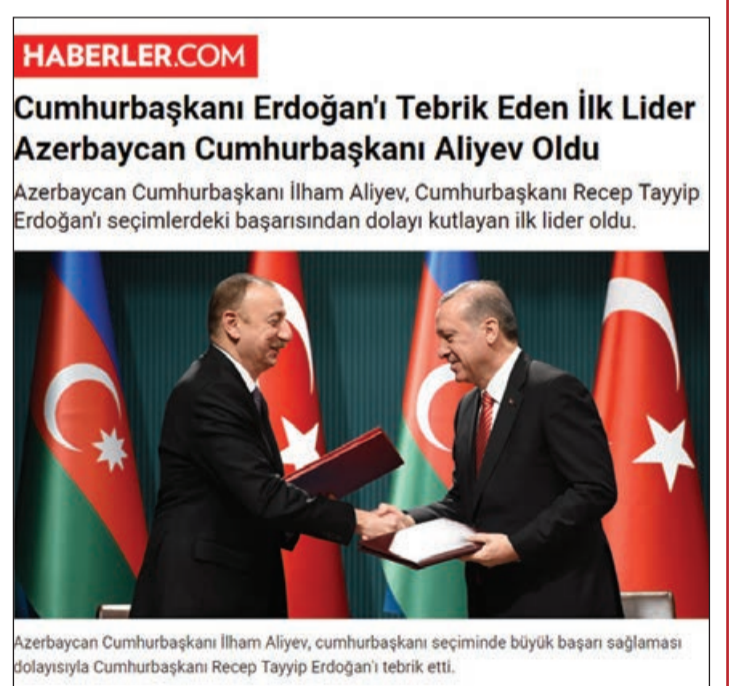 HABERLER.COM
Cumhurbaşkanı Erdoğan'ı Tebrik Eden İlk Lider
Azerbaycan Cumhurbaşkanı Aliyev Oldu
Azerbaycan Cumhurbaşkanı İlham Aliyev, Cumhurbaşkanı Recep Tayyip
Erdoğan'ı seçimlerdeki başarısından dolayı kutlayan ilk lider oldu.
Azerbaycan Cumhurbaşkanı İlham Aliyev, cumhurbaşkanı seçiminde büyük başarı sağlaması
dolayısıyla Cumhurbaşkanı Recep Tayyip Erdoğan'ı tebrik etti.